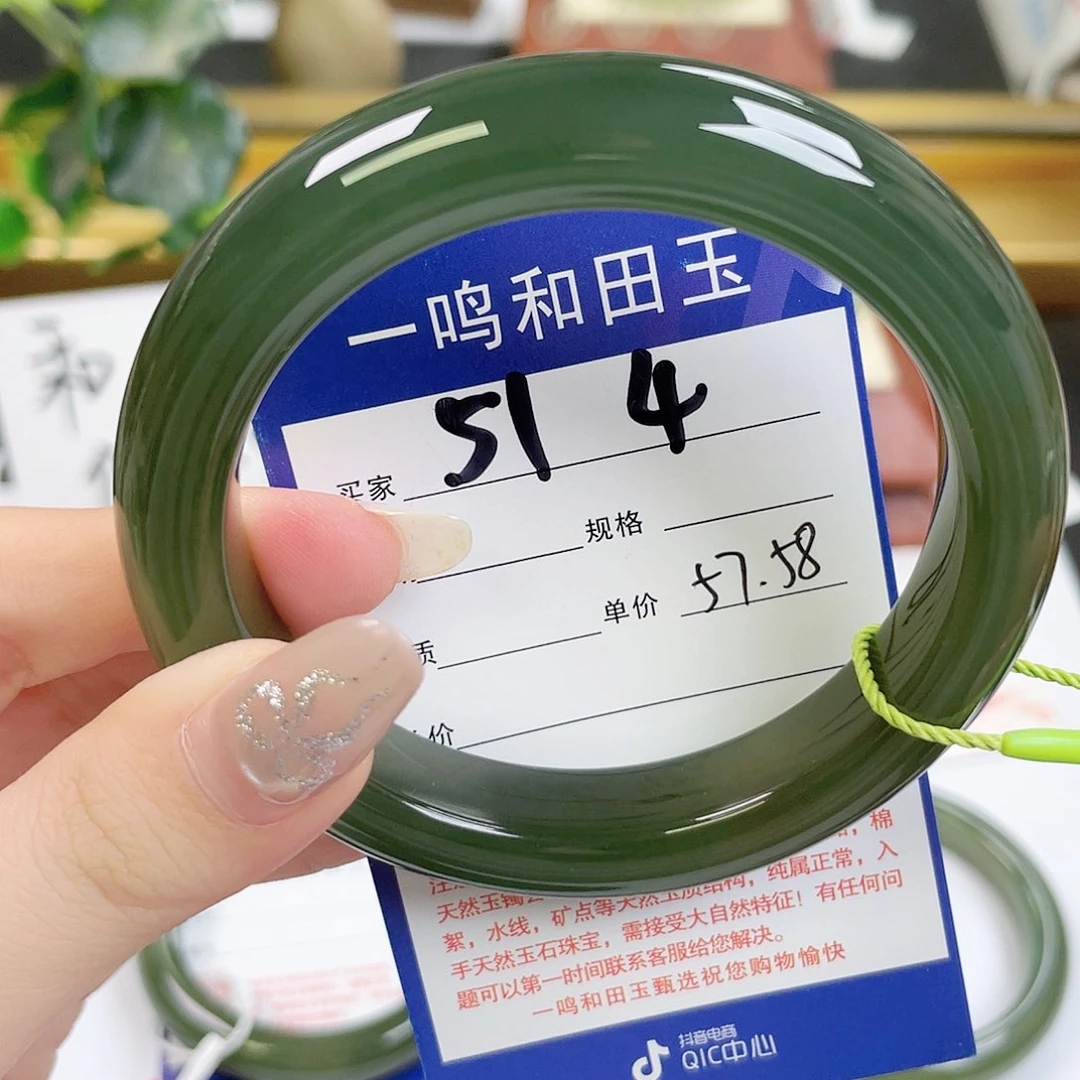 一鸣和田玉
买家 51 4
规格
单价 57.58
质
价
棉
天然玉镯
纯属正常，入
絮，水线，矿点等天然玉质结构，
手天然玉石珠宝，需接受大自然特征！有任何问
题可以第一时间联系客服给您解决。
一鸣和田玉甄选祝您购物愉快
抖音电商
QIC中心
和